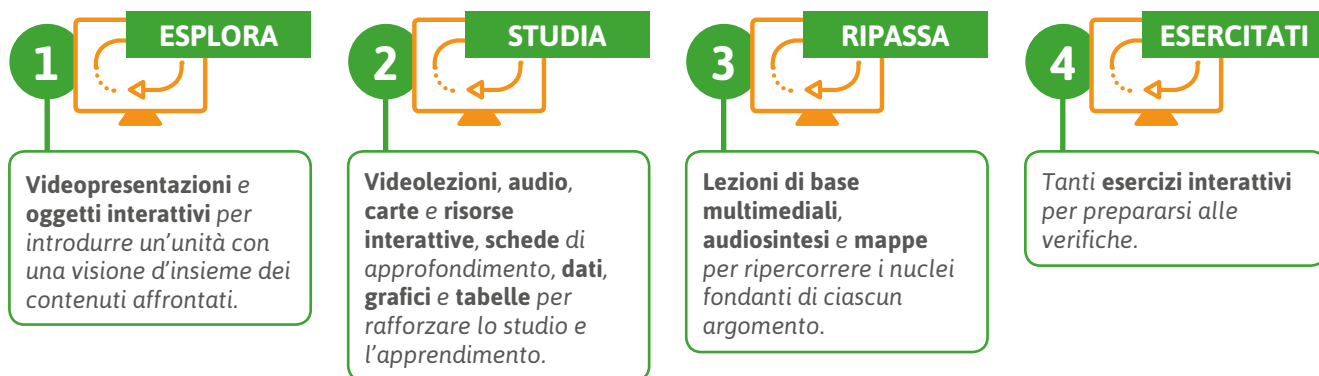 1
ESPLORA
Videopresentazioni e
oggetti interattivi per
introdurre un'unità con
una visione d'insieme dei
contenuti affrontati.
2
STUDIA
Videolezioni, audio,
carte e risorse
interattive, schede di
approfondimento, dati,
grafici e tabelle per
rafforzare lo studio e
l'apprendimento.
3
RIPASSA
Lezioni di base
multimediali,
audiosintesi e mappe
per ripercorrere i nuclei
fondanti di ciascun
argomento.
4
ESERCITATI
Tanti esercizi interattivi
per prepararsi alle
verifiche.